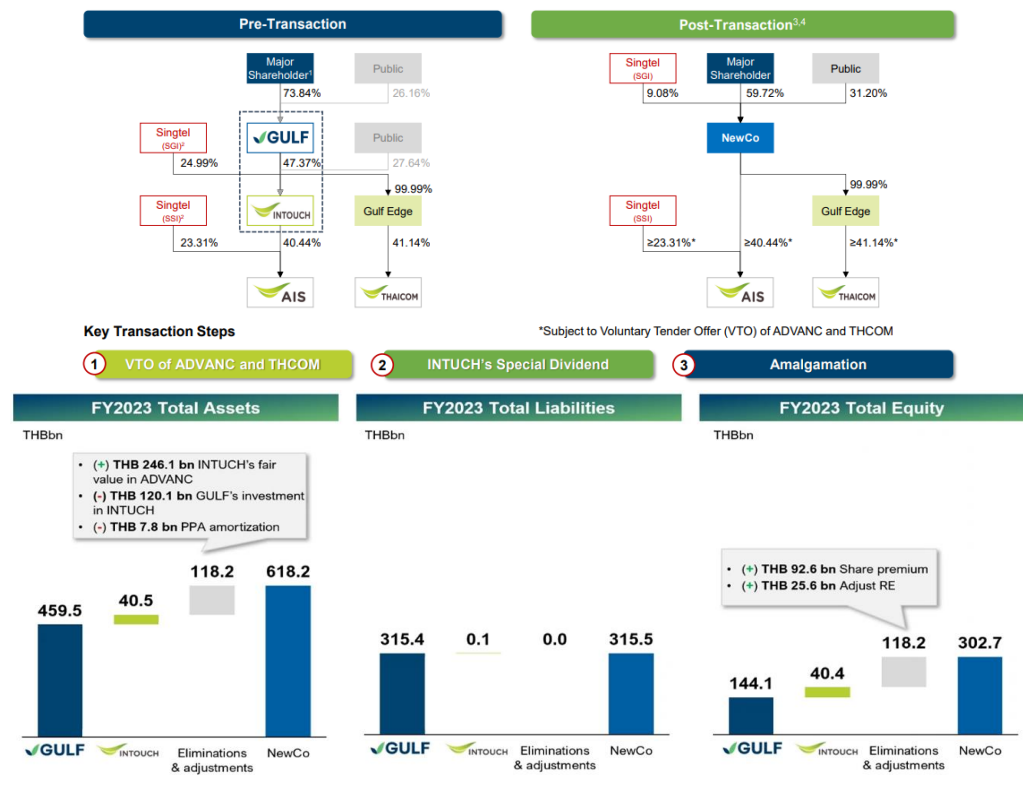 Pre-Transaction
Post-Transaction3,4
Major
Shareholder1
Public
73.84%
26.16%
Singtel
(SGI)2
GULF
Public
24.99%
47.37%
27.64%
99.99%
Singtel
(SSI)2
INTOUCH
Gulf Edge
23.31%
40.44%
41.14%
AIS
THAICOM
Singtel
(SGI)
Major
Shareholder
Public
9.08%
59.72%
31.20%
NewCo
99.99%
Singtel
(SSI)
Gulf Edge
≥23.31%*
≥40.44%*
≥41.14%*
AIS
THAICOM
Key Transaction Steps
*Subject to Voluntary Tender Offer (VTO) of ADVANC and THCOM
1 VTO of ADVANC and THCOM
2 INTUCH's Special Dividend
3 Amalgamation
FY2023 Total Assets
THBbn
• (+) THB 246.1 bn INTUCH's fair
value in ADVANC
• (-) THB 120.1 bn GULF's investment
in INTUCH
• (-) THB 7.8 bn PPA amortization
459.5
40.5
118.2
618.2
GULF
INTOUCH
Eliminations
& adjustments
NewCo
FY2023 Total Liabilities
THBbn
315.4
0.1
0.0
315.5
GULF
INTOUCH
Eliminations
& adjustments
NewCo
FY2023 Total Equity
THBbn
• (+) THB 92.6 bn Share premium
• (+) THB 25.6 bn Adjust RE
144.1
40.4
118.2
302.7
GULF
INTOUCH
Eliminations
& adjustments
NewCo